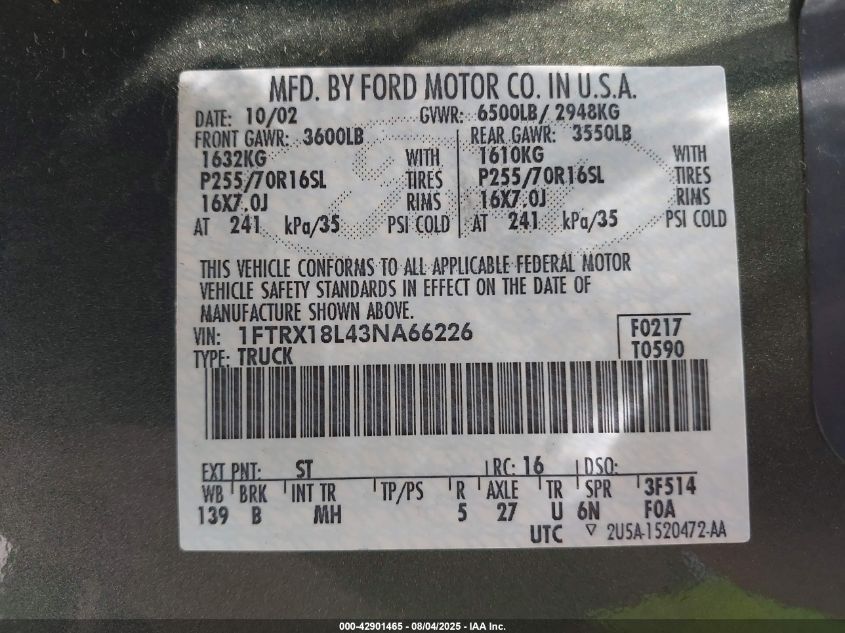 MFD. BY FORD MOTOR CO. IN U.S.A.
DATE: 10/02 GVWR: 6500LB/ 2948KG
FRONT GAWR: 3600LB REAR GAWR: 3550LB
1632KG WITH 1610KG WITH
P255/70R16SL TIRES P255/70R16SL TIRES
16X7.0J RIMS 16X7.0J RIMS
AT 241 kPa/35 PSI COLD AT 241 kPa/35 PSI COLD
THIS VEHICLE CONFORMS TO ALL APPLICABLE FEDERAL MOTOR
VEHICLE SAFETY STANDARDS IN EFFECT ON THE DATE OF
MANUFACTURE SHOWN ABOVE.
VIN: 1FTRX18L43NA66226 F0217
TYPE: TRUCK T0590
EXT PNT: ST RC: 16 DSO:
WB BRK INT TR TP/PS R AXLE TR SPR 3F514
139 B MH 5 27 U 6N F0A
UTC 2U5A-1520472-AA
000-42901465 - 08/04/2025 - IAA Inc.